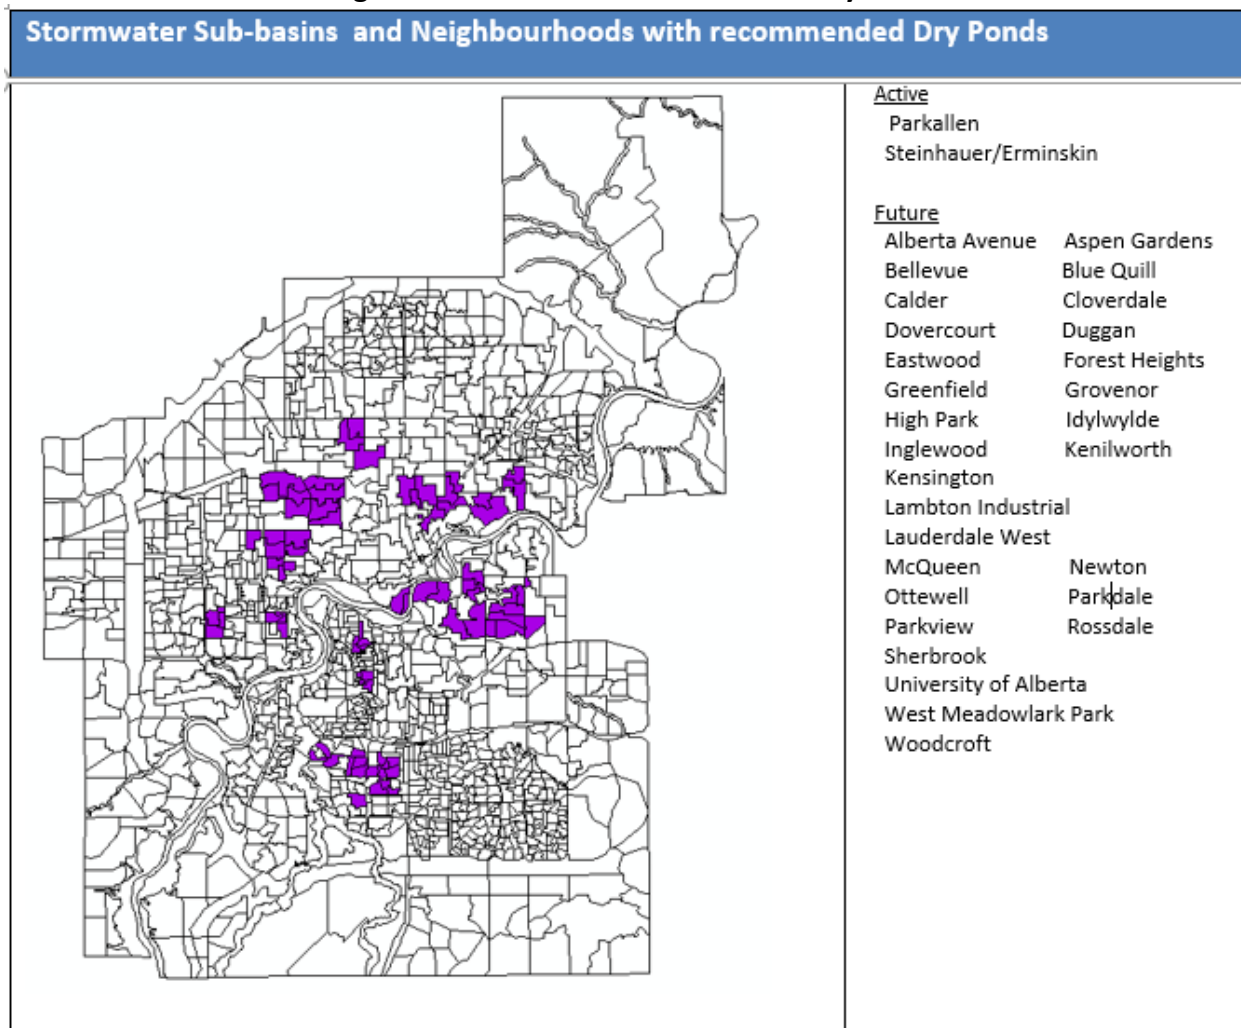 Stormwater Sub-basins and Neighbourhoods with recommended Dry Ponds
Active
Parkallen
Steinhauer/Erminskin
Future
Alberta Avenue Aspen Gardens
Bellevue Blue Quill
Calder Cloverdale
Dovercourt Duggan
Eastwood Forest Heights
Greenfield Grovenor
High Park Idylwylde
Inglewood Kenilworth
Kensington
Lambton Industrial
Lauderdale West
McQueen Newton
Ottewell Parkdale
Parkview Rossdale
Sherbrook
University of Alberta
West Meadowlark Park
Woodcroft